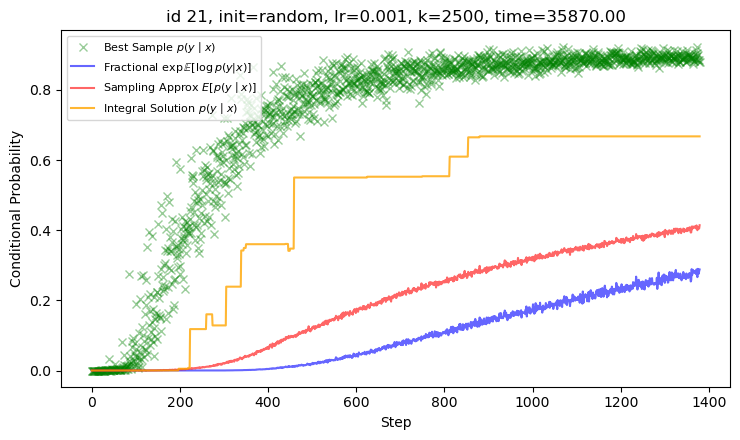 id 21, init=random, lr=0.001, k=2500, time=35870.00
Best Sample p(y | x)
Fractional exp𝔼[log p(y|x)]
Sampling Approx E[p(y | x)]
Integral Solution p(y | x)
Conditional Probability
0.8
0.6
0.4
0.2
0.0
0 200 400 600 800 1000 1200 1400
Step